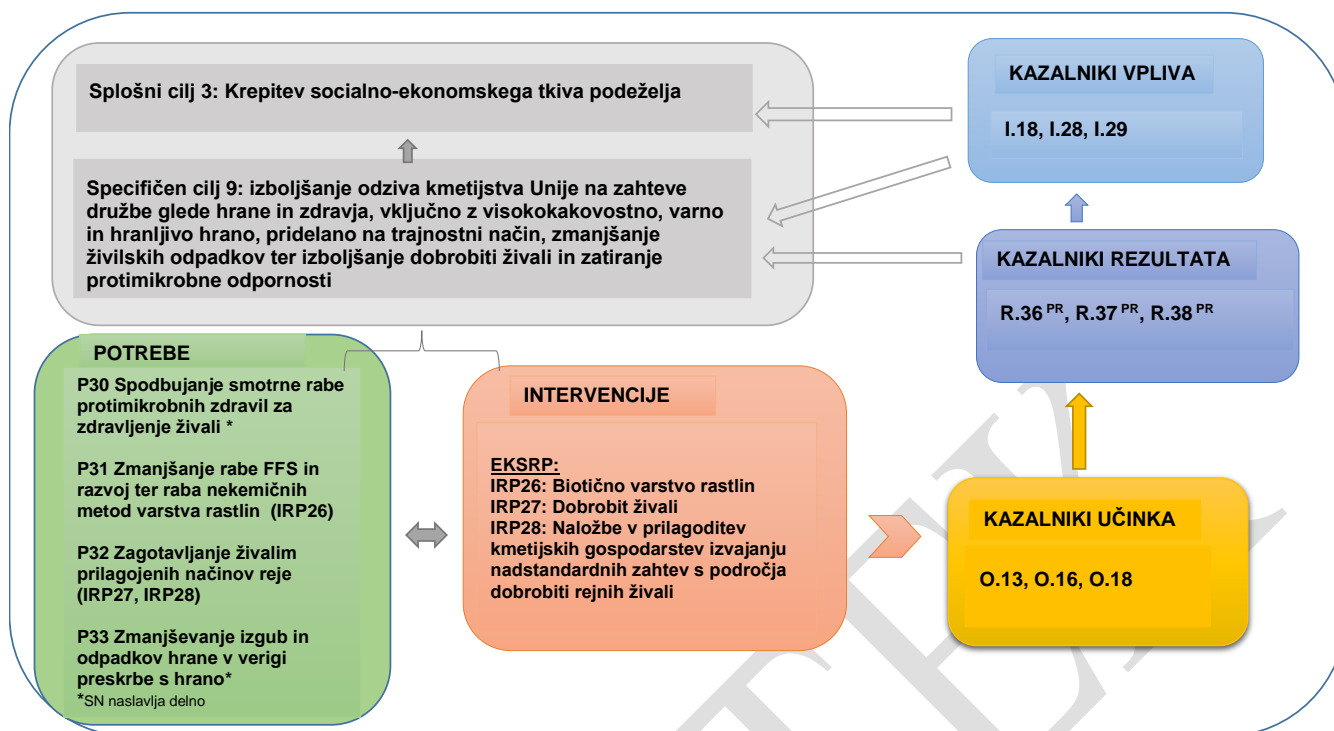 Splošni cilj 3: Krepitev socialno-ekonomskega tkiva podeželja
Specifičen cilj 9: izboljšanje odziva kmetijstva Unije na zahteve
družbe glede hrane in zdravja, vključno z visokokakovostno, varno
in hranljivo hrano, pridelano na trajnostni način, zmanjšanje
živilskih odpadkov ter izboljšanje dobrobiti živali in zatiranje
protimikrobne odpornosti
KAZALNIKI VPLIVA
I.18, I.28, I.29
KAZALNIKI REZULTATA
R.36 PR, R.37 PR, R.38 PR
POTREBE
P30 Spodbujanje smotrne rabe
protimikrobnih zdravil za
zdravljenje živali *
P31 Zmanjšanje rabe FFS in
razvoj ter raba nekemičnih
metod varstva rastlin (IRP26)
P32 Zagotavljanje živalim
prilagojenih načinov reje
(IRP27, IRP28)
P33 Zmanjševanje izgub in
odpadkov hrane v verigi
preskrbe s hrano*
*SN naslavlja delno
INTERVENCIJE
EKSRP:
IRP26: Biotično varstvo rastlin
IRP27: Dobrobit živali
IRP28: Naložbe v prilagoditev
kmetijskih gospodarstev izvajanju
nadstandardnih zahtev s področja
dobrobiti rejnih živali
KAZALNIKI UČINKA
O.13, O.16, O.18